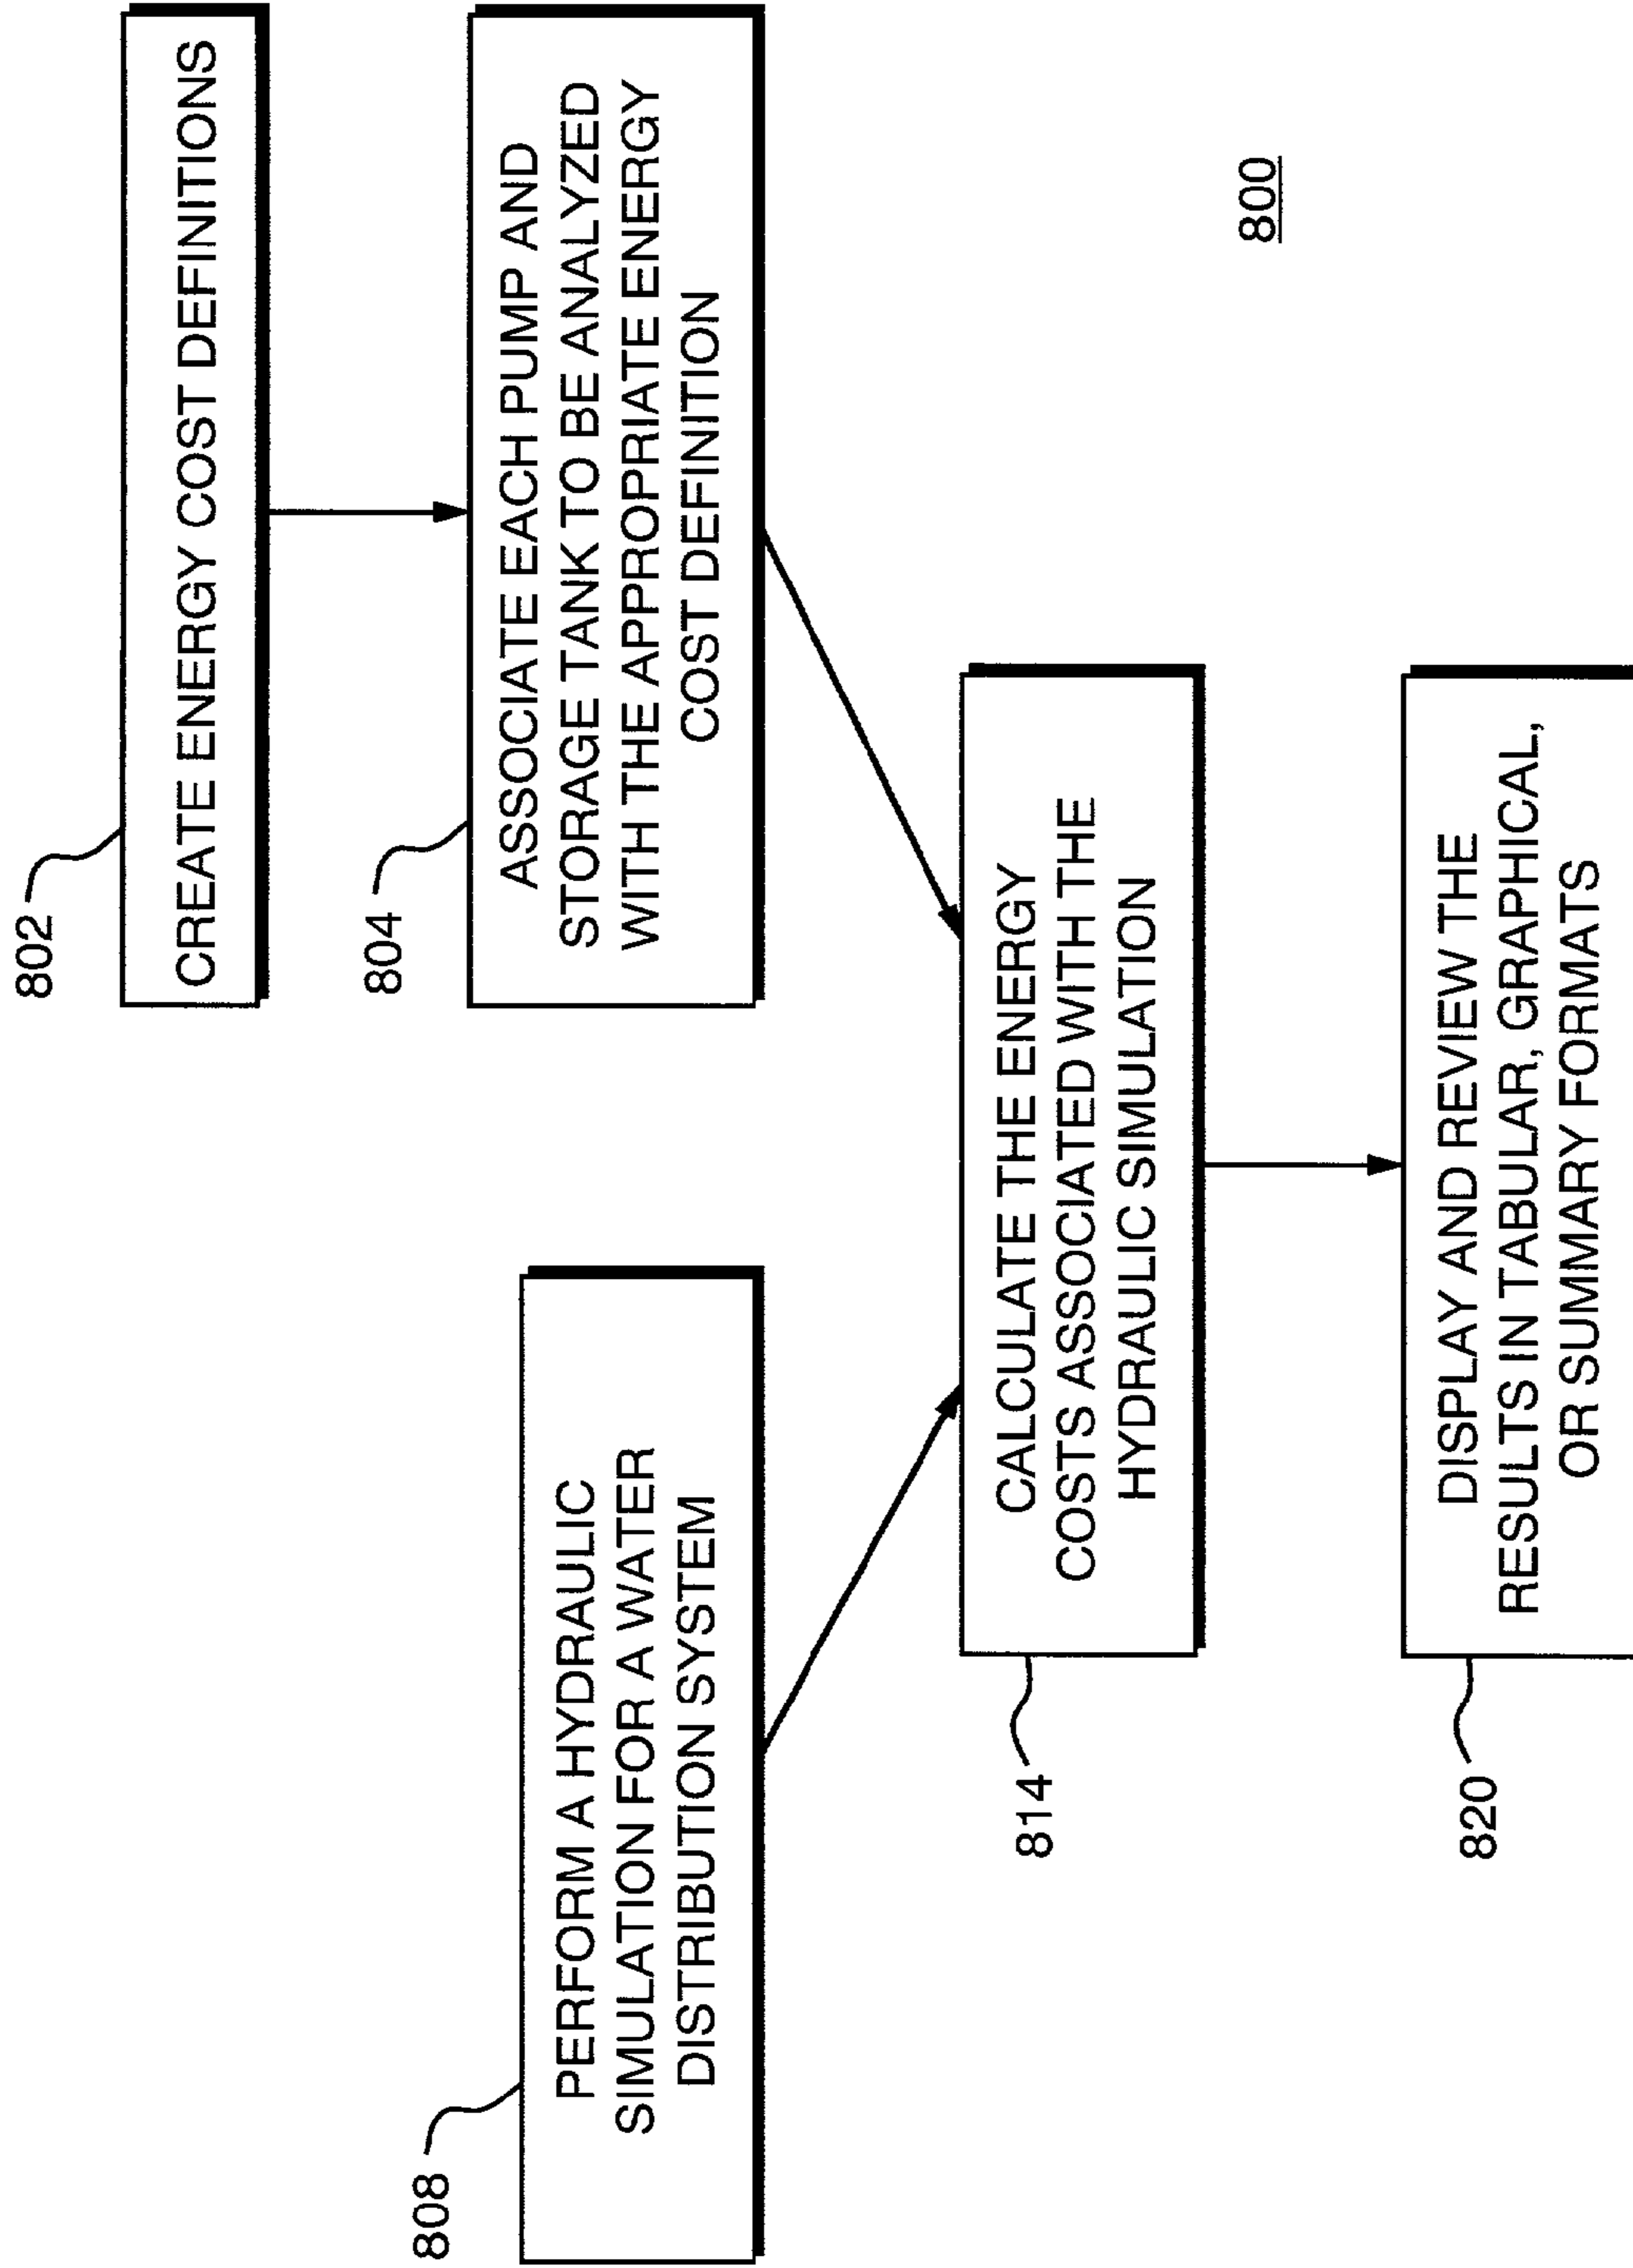 802
CREATE ENERGY COST DEFINITIONS
804
ASSOCIATE EACH PUMP AND
STORAGE TANK TO BE ANALYZED
WITH THE APPROPRIATE ENERGY
COST DEFINITION
808
PERFORM A HYDRAULIC
SIMULATION FOR A WATER
DISTRIBUTION SYSTEM
814
CALCULATE THE ENERGY
COSTS ASSOCIATED WITH THE
HYDRAULIC SIMULATION
800
820
DISPLAY AND REVIEW THE
RESULTS IN TABULAR, GRAPHICAL,
OR SUMMARY FORMATS